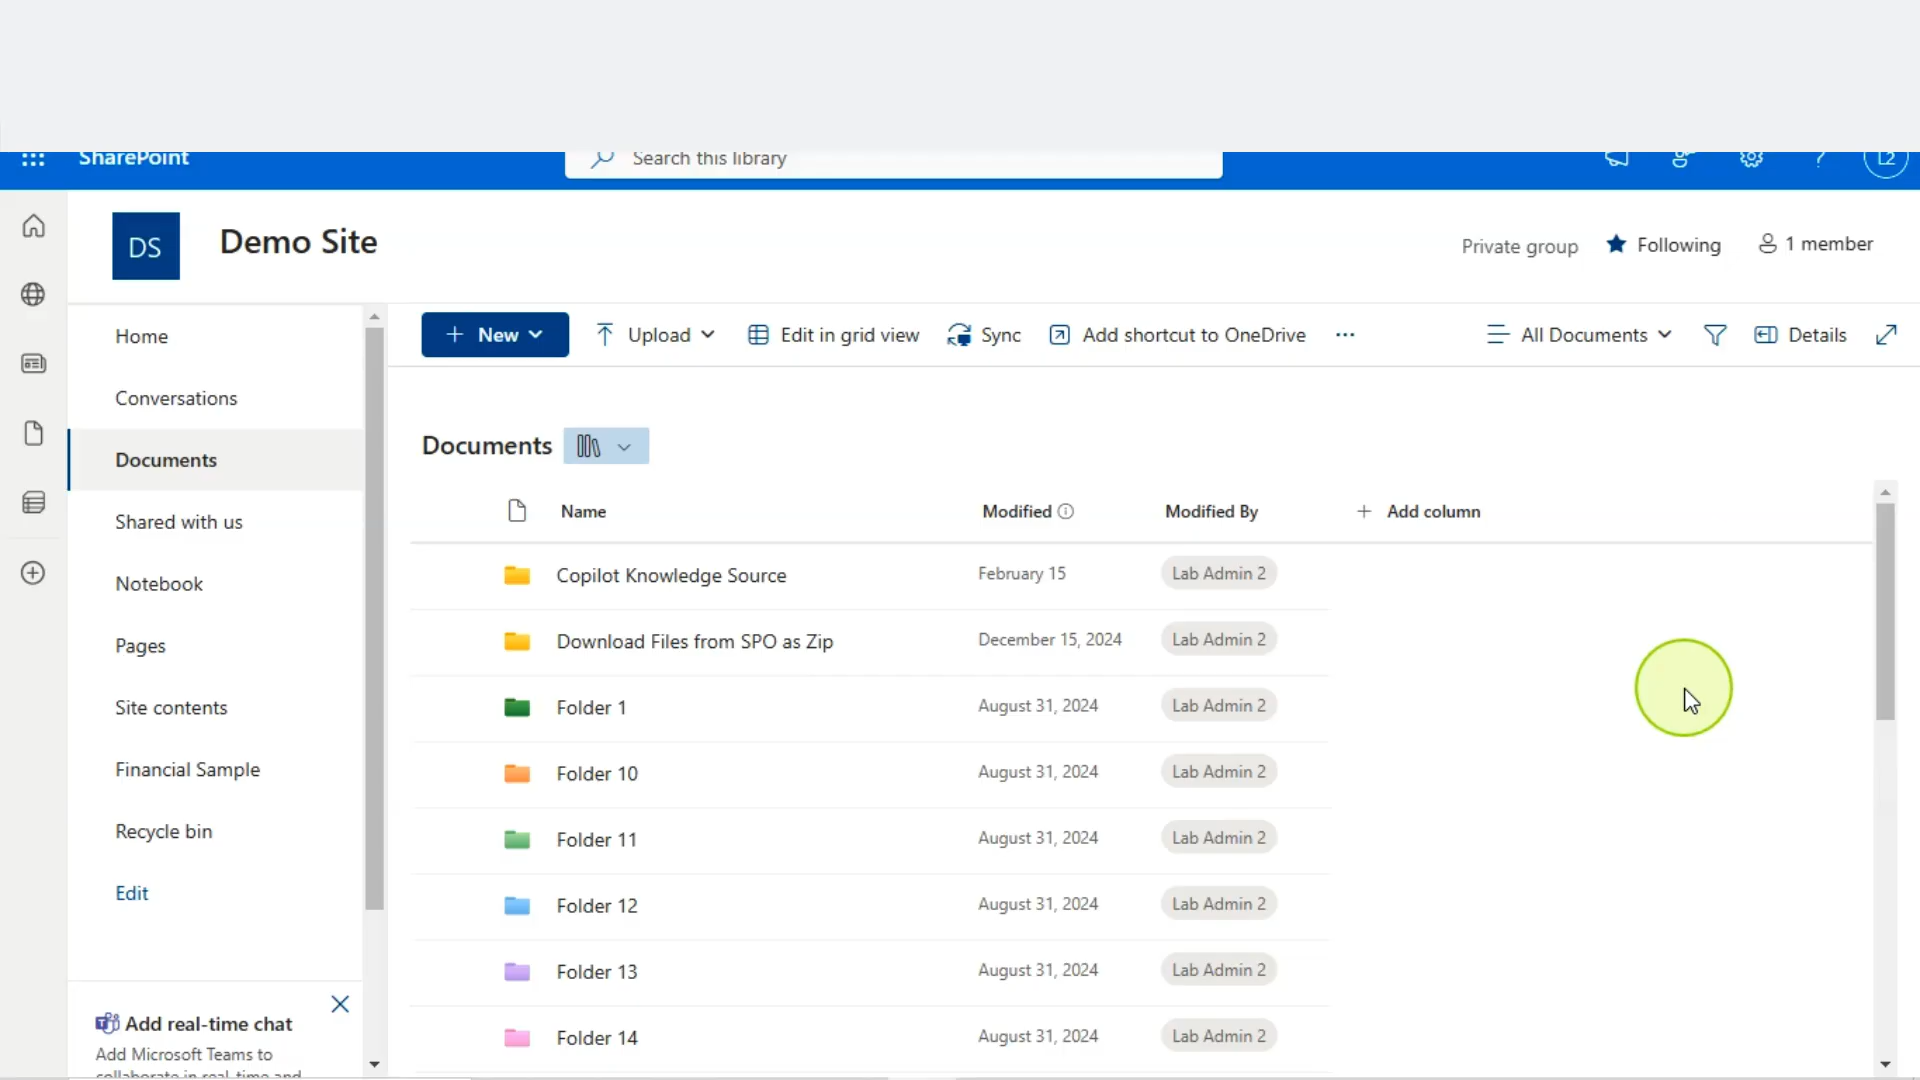 SharePoint
Search this library
L2
DS
Demo Site
Private group
Following
1 member
Home
Conversations
Documents
Shared with us
Notebook
Pages
Site contents
Financial Sample
Recycle bin
Edit
Add real-time chat
Add Microsoft Teams to
collaborate in real-time and
New
Upload
Edit in grid view
Sync
Add shortcut to OneDrive
All Documents
Details
Documents
Name Modified Modified By Add column
Copilot Knowledge Source February 15 Lab Admin 2
Download Files from SPO as Zip December 15, 2024 Lab Admin 2
Folder 1 August 31, 2024 Lab Admin 2
Folder 10 August 31, 2024 Lab Admin 2
Folder 11 August 31, 2024 Lab Admin 2
Folder 12 August 31, 2024 Lab Admin 2
Folder 13 August 31, 2024 Lab Admin 2
Folder 14 August 31, 2024 Lab Admin 2